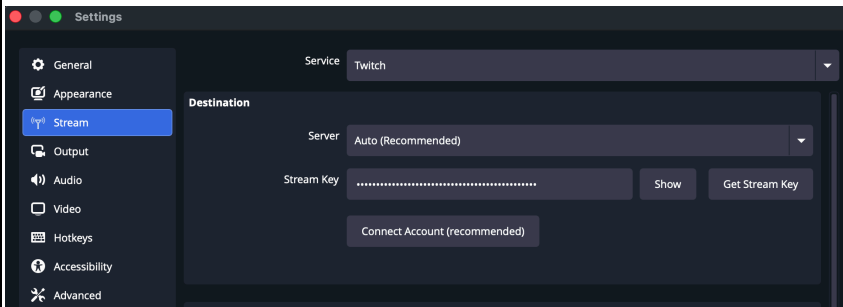 Settings
General
Appearance
Stream
Output
Audio
Video
Hotkeys
Accessibility
Advanced
Service Twitch
Destination
Server Auto (Recommended)
Stream Key •••••••••••••••••••••••••••••••••••••••••••••• Show Get Stream Key
Connect Account (recommended)